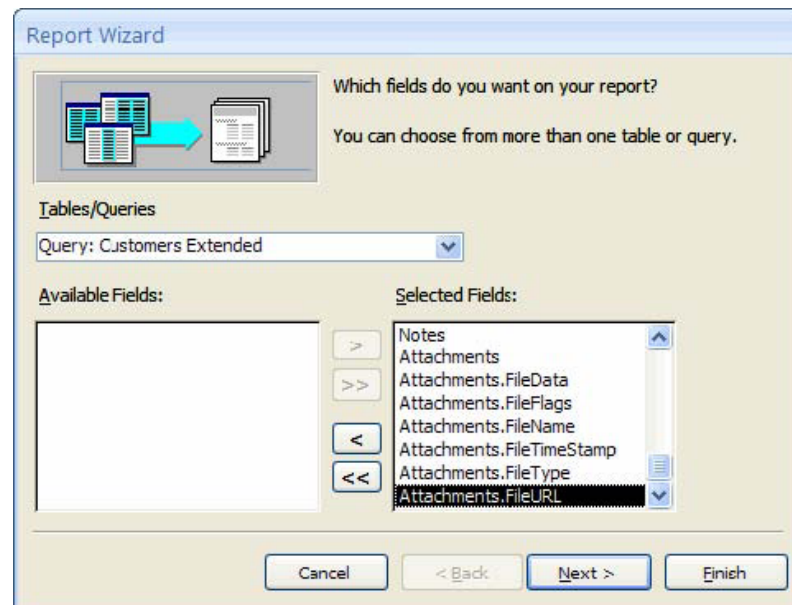 Report Wizard
Which fields do you want on your report?
You can choose from more than one table or query.
Tables/Queries
Query: Customers Extended
Available Fields:
Selected Fields:
>
>>
<
<<
Notes
Attachments
Attachments.FileData
Attachments.FileFlags
Attachments.FileName
Attachments.FileTimeStamp
Attachments.FileType
Attachments.FileURL
Cancel
< Back
Next >
Finish